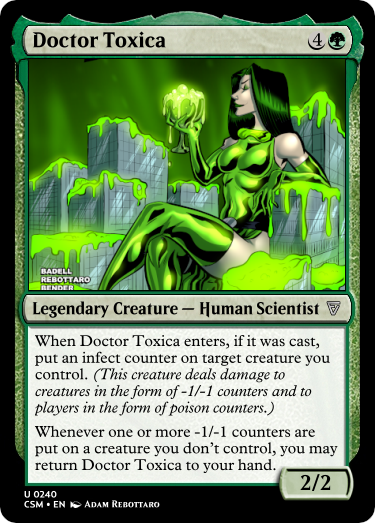 Doctor Toxica 4
BADELL
REBOTTARO
BENDER
Legendary Creature — Human Scientist
When Doctor Toxica enters, if it was cast,
put an infect counter on target creature you
control. (This creature deals damage to
creatures in the form of -1/-1 counters and to
players in the form of poison counters.)
Whenever one or more -1/-1 counters are
put on a creature you don't control, you may
return Doctor Toxica to your hand.
2/2
U 0240
CSM • EN Adam Rebottaro